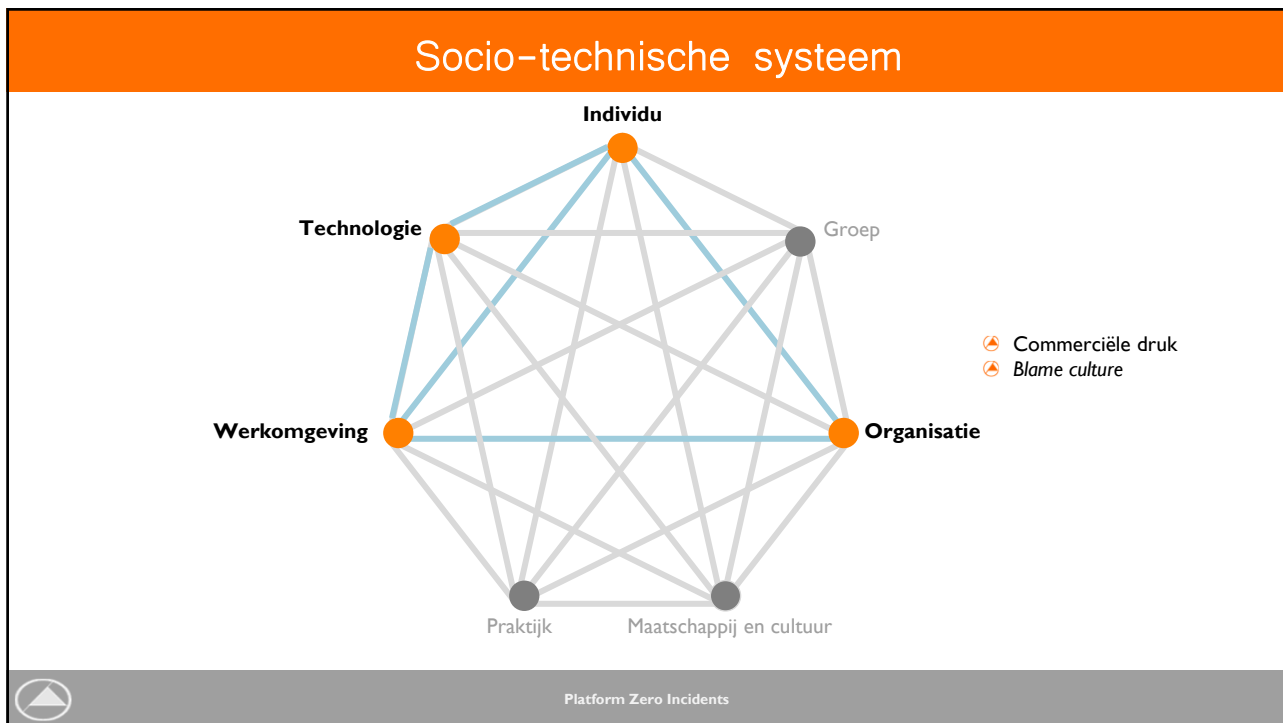 Socio-technische systeem
Individu
Technologie
Groep
Commerciële druk
Blame culture
Werkomgeving
Organisatie
Praktijk
Maatschappij en cultuur
Platform Zero Incidents